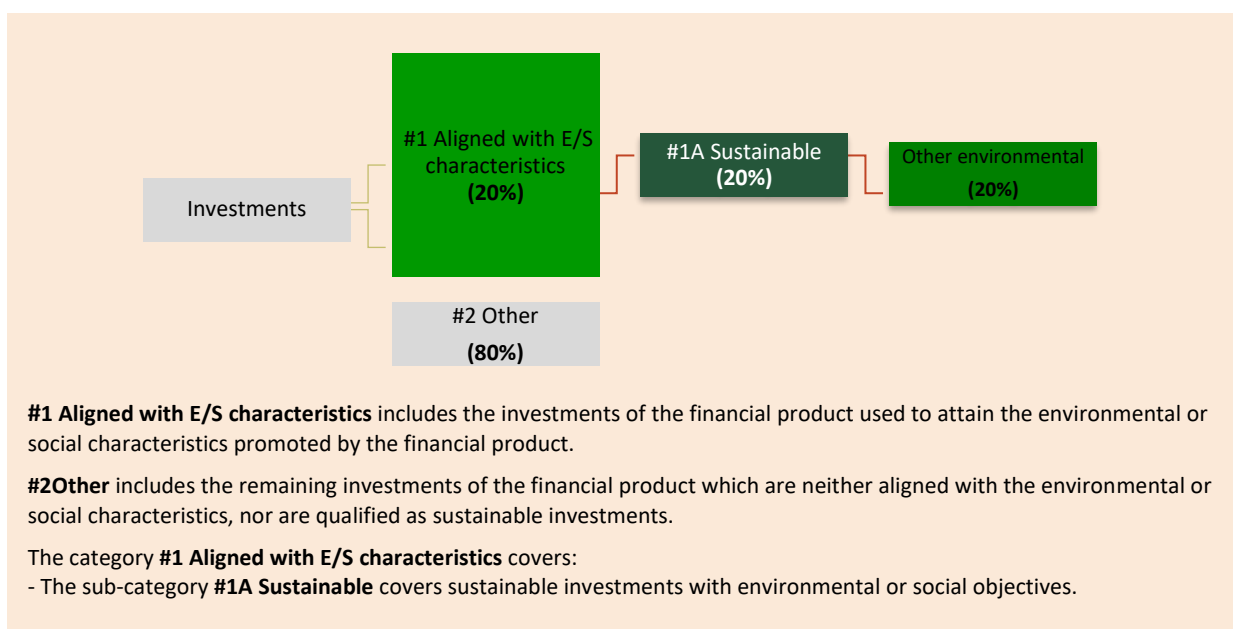 Investments
#1 Aligned with E/S
characteristics
(20%)
#1A Sustainable
(20%)
Other environmental
(20%)
#2 Other
(80%)
#1 Aligned with E/S characteristics includes the investments of the financial product used to attain the environmental or
social characteristics promoted by the financial product.
#2Other includes the remaining investments of the financial product which are neither aligned with the environmental or
social characteristics, nor are qualified as sustainable investments.
The category #1 Aligned with E/S characteristics covers:
- The sub-category #1A Sustainable covers sustainable investments with environmental or social objectives.